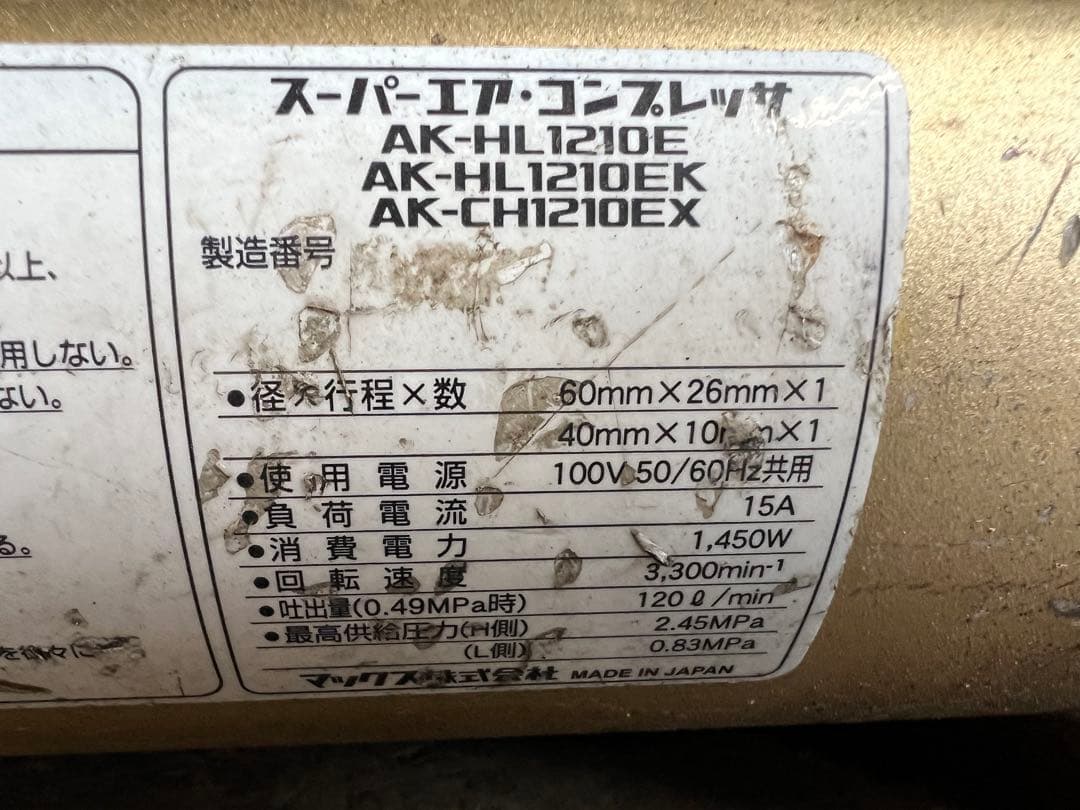 スーパーエア・コンプレッサ
AK-HL1210E
AK-HL1210EK
AK-CH1210EX
製造番号
以上、
用しない。
ない。
る。
●径×行程×数 60mm×26mm×1
40mm×10mm×1
●使用電源 100V 50/60Hz共用
●負荷電流 15A
●消費電力 1,450W
●回転速度 3,300min⁻¹
●吐出量(0.49MPa時) 120ℓ/min
●最高供給圧力(H側) 2.45MPa
(L側) 0.83MPa
マックス株式会社 MADE IN JAPAN